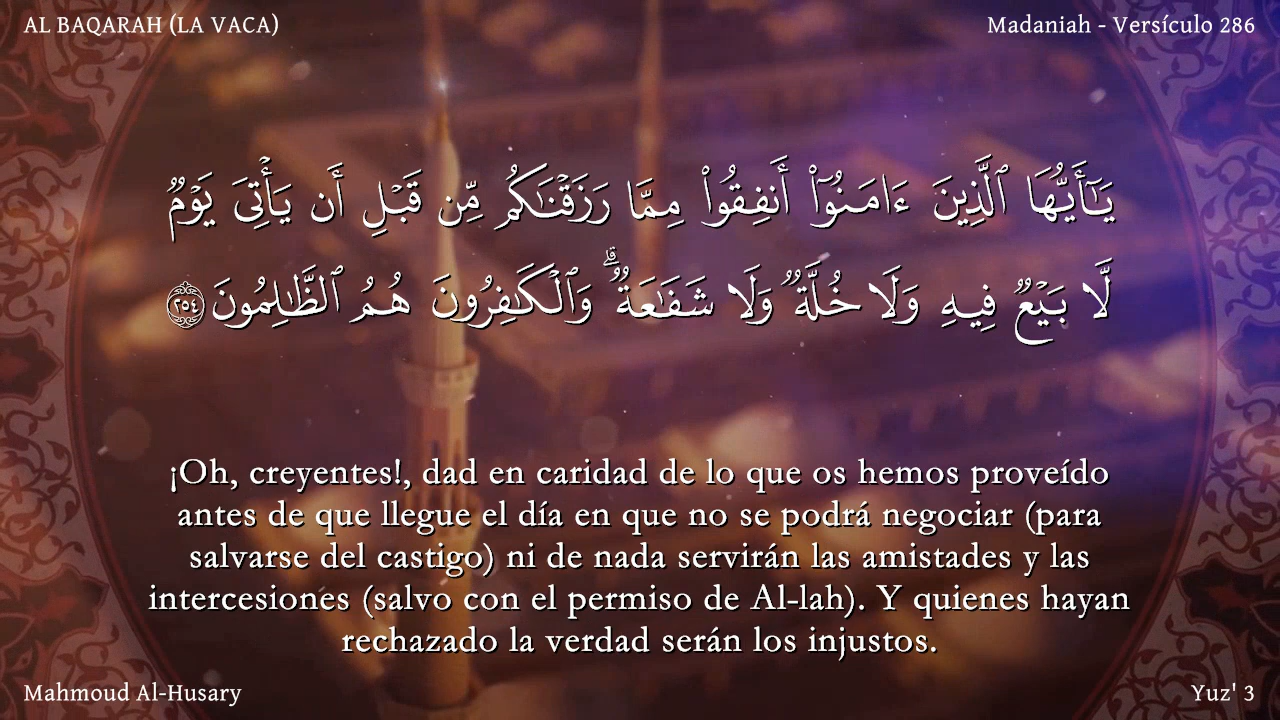 AL BAQARAH (LA VACA)
Madaniah - Versículo 286
يَـٰٓأَيُّهَا ٱلَّذِينَ ءَامَنُوٓا۟ أَنفِقُوا۟ مِمَّا رَزَقْنَـٰكُم مِّن قَبْلِ أَن يَأْتِىَ يَوْمٌ
لَّا بَيْعٌ فِيهِ وَلَا خُلَّةٌ وَلَا شَفَـٰعَةٌ ۗ وَٱلْكَـٰفِرُونَ هُمُ ٱلظَّـٰلِمُونَ ٢٥٤
¡Oh, creyentes!, dad en caridad de lo que os hemos proveído
antes de que llegue el día en que no se podrá negociar (para
salvarse del castigo) ni de nada servirán las amistades y las
intercesiones (salvo con el permiso de Al-lah). Y quienes hayan
rechazado la verdad serán los injustos.
Mahmoud Al-Husary
Yuz' 3